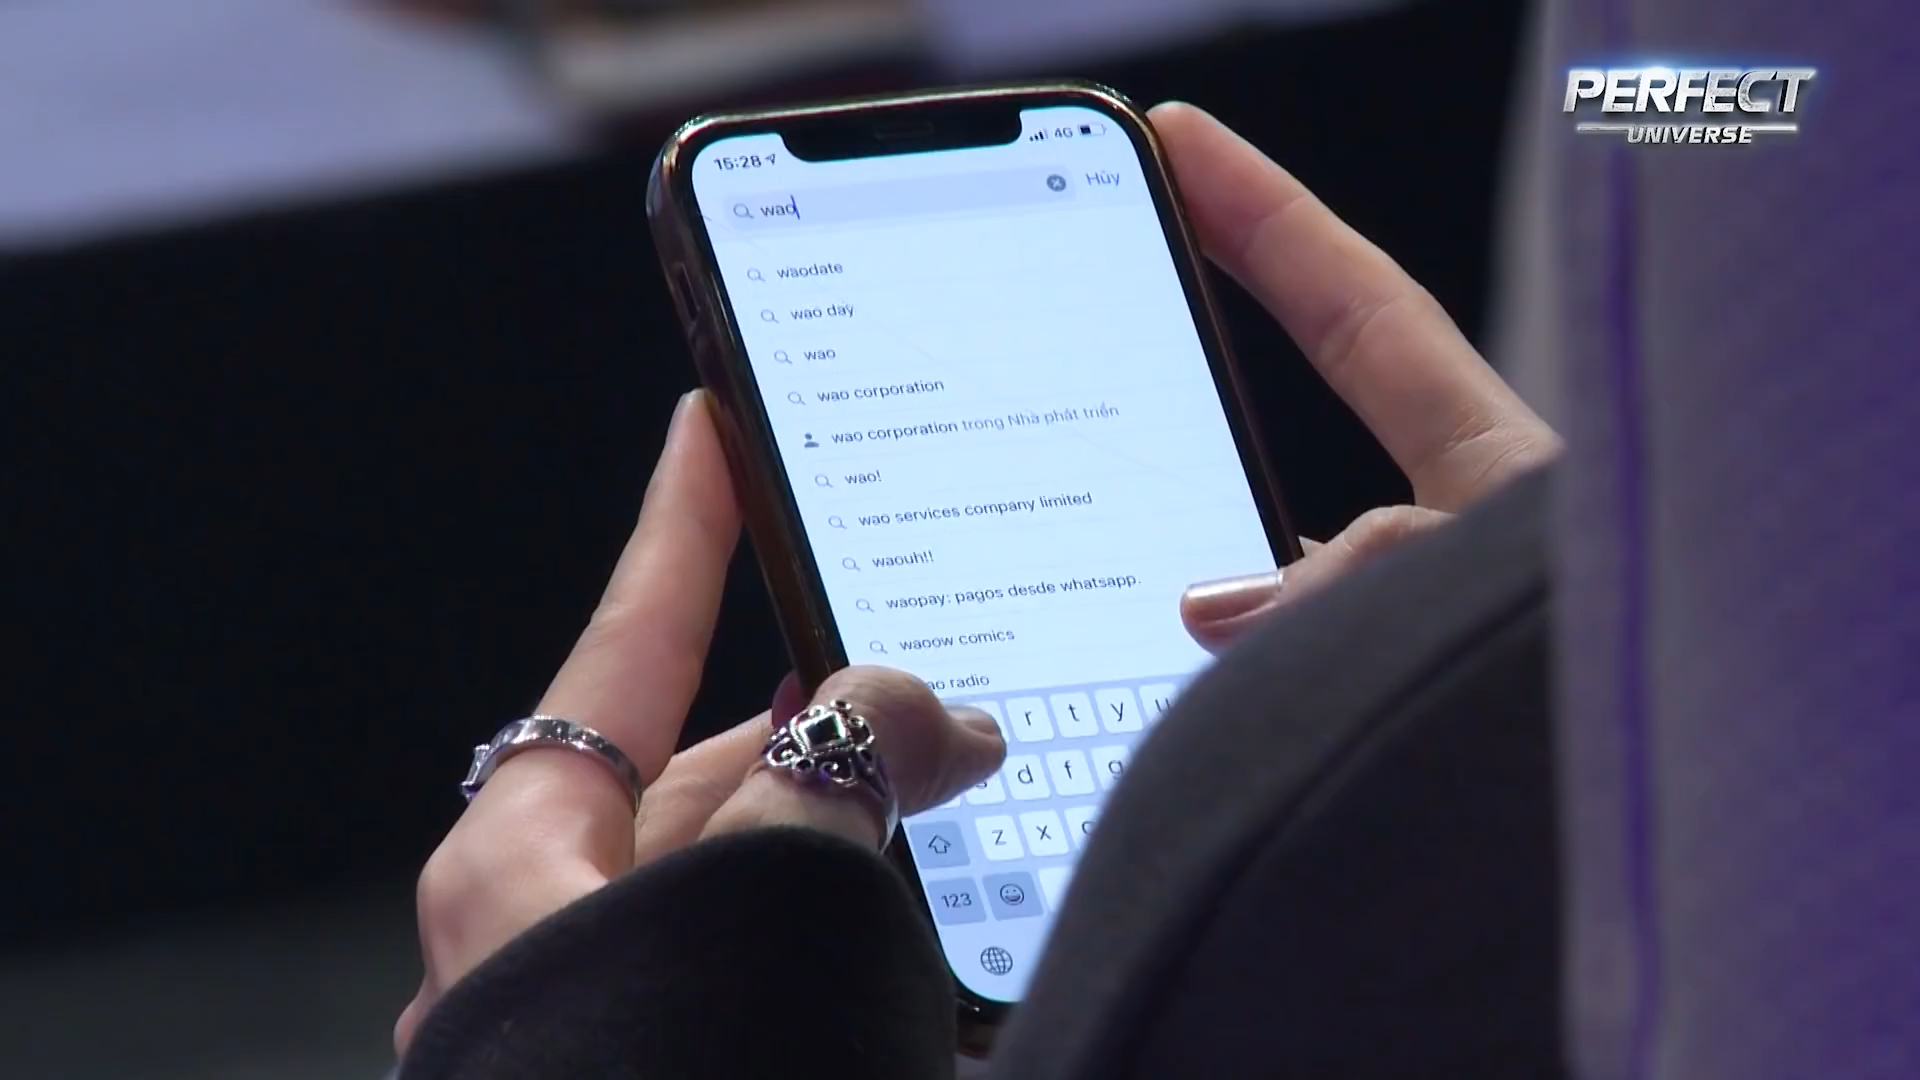 PERFECT
UNIVERSE
15:28
4G
wao
Hủy
waodate
wao day
wao
wao corporation
wao corporation trong Nhà phát triển
wao!
wao services company limited
waouh!!
waopay: pagos desde whatsapp.
waoow comics
radio
r t y u
d f g
z x
123